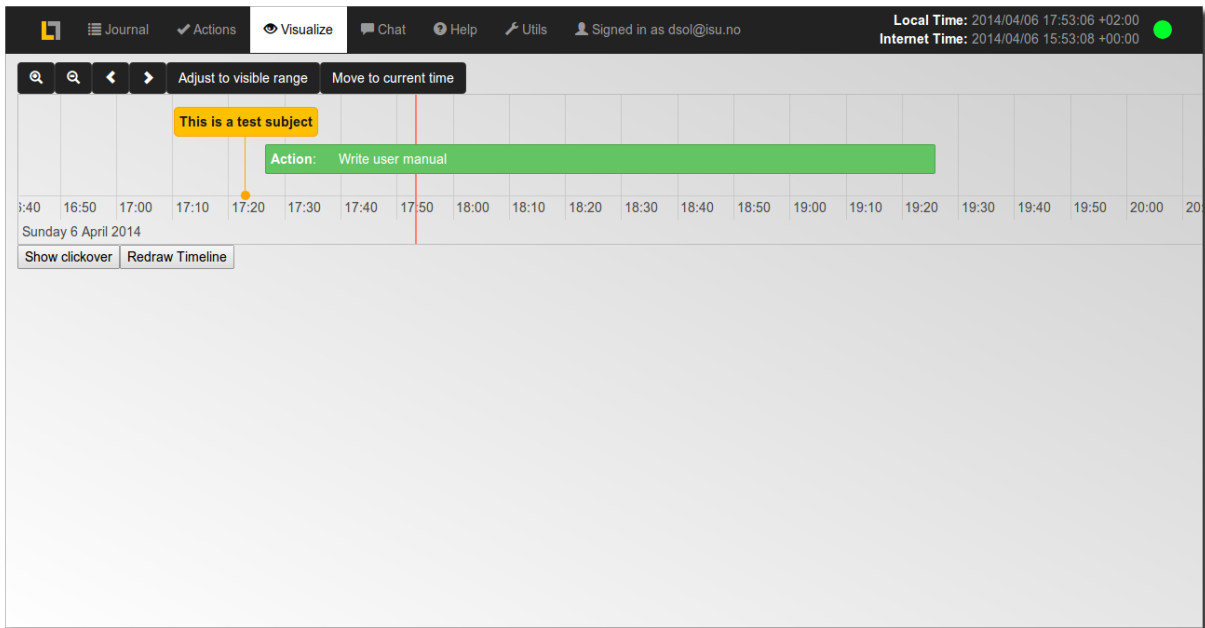 Journal Actions Visualize Chat Help Utils Signed in as dsol@isu.no
Local Time: 2014/04/06 17:53:06 +02:00
Internet Time: 2014/04/06 15:53:08 +00:00
Adjust to visible range Move to current time
This is a test subject
Action: Write user manual
:40 16:50 17:00 17:10 17:20 17:30 17:40 17:50 18:00 18:10 18:20 18:30 18:40 18:50 19:00 19:10 19:20 19:30 19:40 19:50 20:00 20:
Sunday 6 April 2014
Show clickover Redraw Timeline